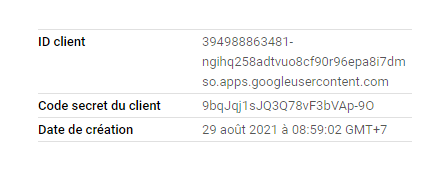 ID client 394988863481-
ngihq258adtvuo8cf90r96epa8i7dm
so.apps.googleusercontent.com
Code secret du client 9bqJqj1sJQ3Q78vF3bVAp-9O
Date de création 29 août 2021 à 08:59:02 GMT+7